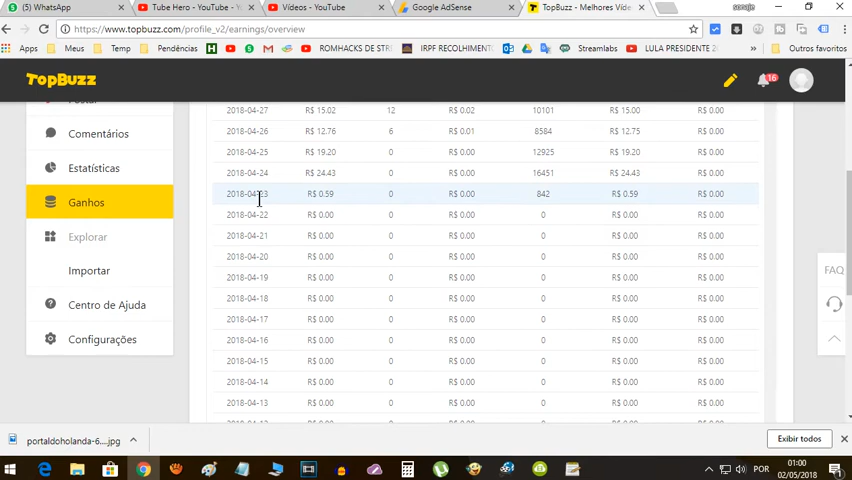 WhatsApp
Tube Hero - YouTube
Vídeos - YouTube
Google AdSense
TopBuzz - Melhores Víde
https://www.topbuzz.com/profile_v2/earnings/overview
Apps
Meus
Temp
Pendências
ROMHACKS DE STR
IRPF RECOLHIMENTO
Streamlabs
LULA PRESIDENTE
Outros favoritos
TopBuzz
16
Comentários
Estatísticas
Ganhos
Explorar
Importar
Centro de Ajuda
Configurações
2018-04-27 R$ 15.02 12 R$ 0.02 10101 R$ 15.00 R$ 0.00
2018-04-26 R$ 12.76 6 R$ 0.01 8584 R$ 12.75 R$ 0.00
2018-04-25 R$ 19.20 0 R$ 0.00 12925 R$ 19.20 R$ 0.00
2018-04-24 R$ 24.43 0 R$ 0.00 16451 R$ 24.43 R$ 0.00
2018-04-23 R$ 0.59 0 R$ 0.00 842 R$ 0.59 R$ 0.00
2018-04-22 R$ 0.00 0 R$ 0.00 0 R$ 0.00 R$ 0.00
2018-04-21 R$ 0.00 0 R$ 0.00 0 R$ 0.00 R$ 0.00
2018-04-20 R$ 0.00 0 R$ 0.00 0 R$ 0.00 R$ 0.00
2018-04-19 R$ 0.00 0 R$ 0.00 0 R$ 0.00 R$ 0.00
2018-04-18 R$ 0.00 0 R$ 0.00 0 R$ 0.00 R$ 0.00
2018-04-17 R$ 0.00 0 R$ 0.00 0 R$ 0.00 R$ 0.00
2018-04-16 R$ 0.00 0 R$ 0.00 0 R$ 0.00 R$ 0.00
2018-04-15 R$ 0.00 0 R$ 0.00 0 R$ 0.00 R$ 0.00
2018-04-14 R$ 0.00 0 R$ 0.00 0 R$ 0.00 R$ 0.00
2018-04-13 R$ 0.00 0 R$ 0.00 0 R$ 0.00 R$ 0.00
FAQ
portaldoholanda-6....jpg
Exibir todos
POR
01:00
02/05/2018